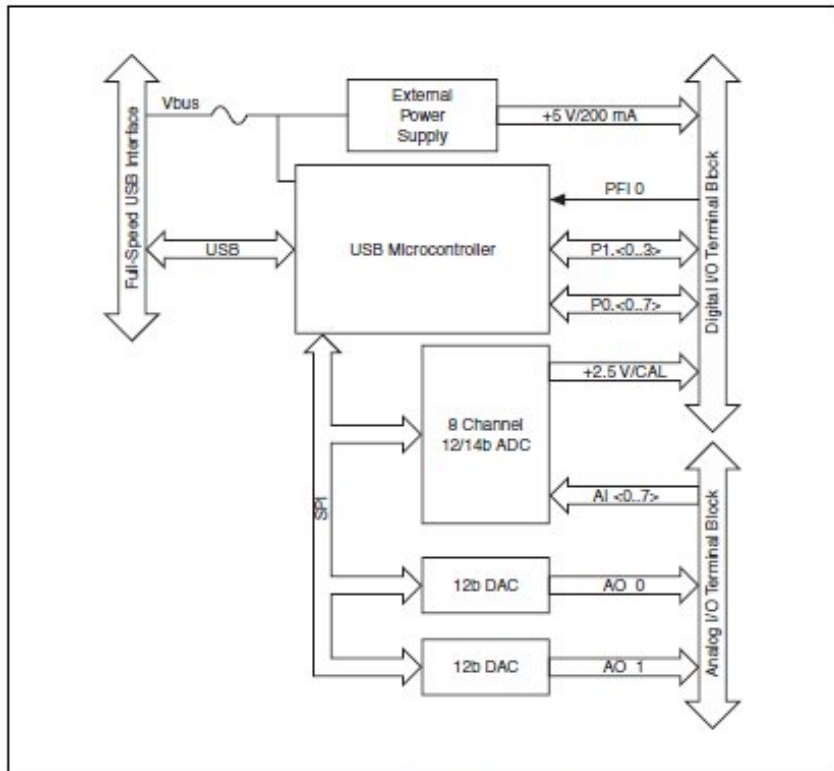 Full-Speed USB Interface
Vbus
External
Power
Supply
+5 V/200 mA
Digital I/O Terminal Block
PFI 0
USB
USB Microcontroller
P1.<0..3>
P0.<0..7>
+2.5 V/CAL
8 Channel
12/14b ADC
SPI
AI <0..7>
Analog I/O Terminal Block
12b DAC
AO 0
12b DAC
AO 1